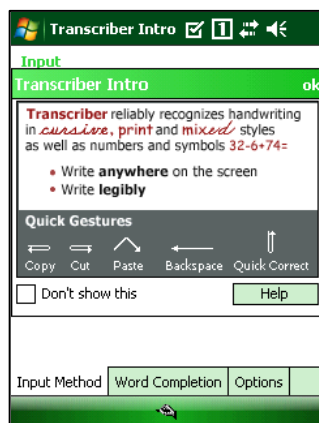 Transcriber Intro
Input
Transcriber Intro ok
Transcriber reliably recognizes handwriting
in cursive, print and mixed styles
as well as numbers and symbols 32-6+74=
• Write anywhere on the screen
• Write legibly
Quick Gestures
Copy Cut Paste Backspace Quick Correct
Don't show this Help
Input Method Word Completion Options